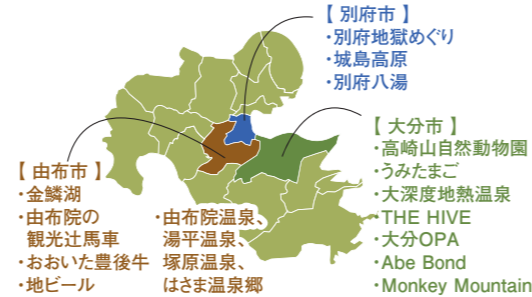 【 別府市 】
・別府地獄めぐり
・城島高原
・別府八湯
【 大分市 】
・高崎山自然動物園
・うみたまご
・大深度地熱温泉
・THE HIVE
・大分OPA
・Abe Bond
・Monkey Mountain
【 由布市 】
・金鱗湖
・由布院の
観光辻馬車
・おおいた豊後牛
・地ビール
・由布院温泉、
湯平温泉、
塚原温泉、
はさま温泉郷